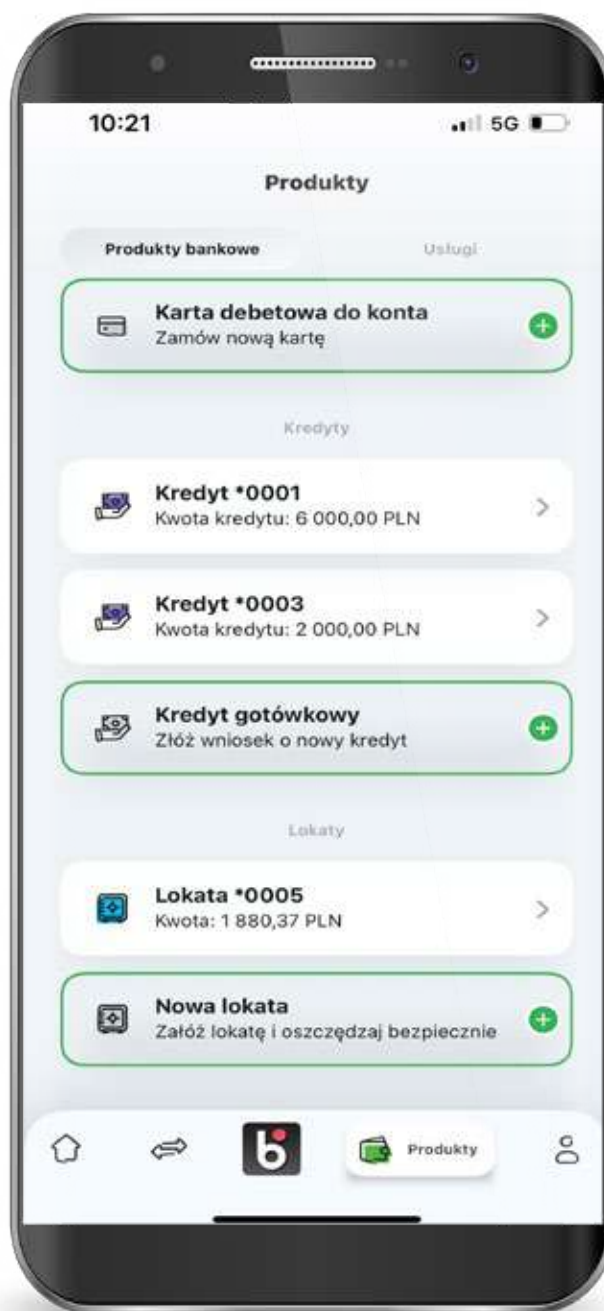 10:21
5G
Produkty
Produkty bankowe
Usługi
Karta debetowa do konta
Zamów nową kartę
Kredyty
Kredyt *0001
Kwota kredytu: 6 000,00 PLN
Kredyt *0003
Kwota kredytu: 2 000,00 PLN
Kredyt gotówkowy
Złóż wniosek o nowy kredyt
Lokaty
Lokata *0005
Kwota: 1 880,37 PLN
Nowa lokata
Załóż lokatę i oszczędzaj bezpiecznie
b
Produkty